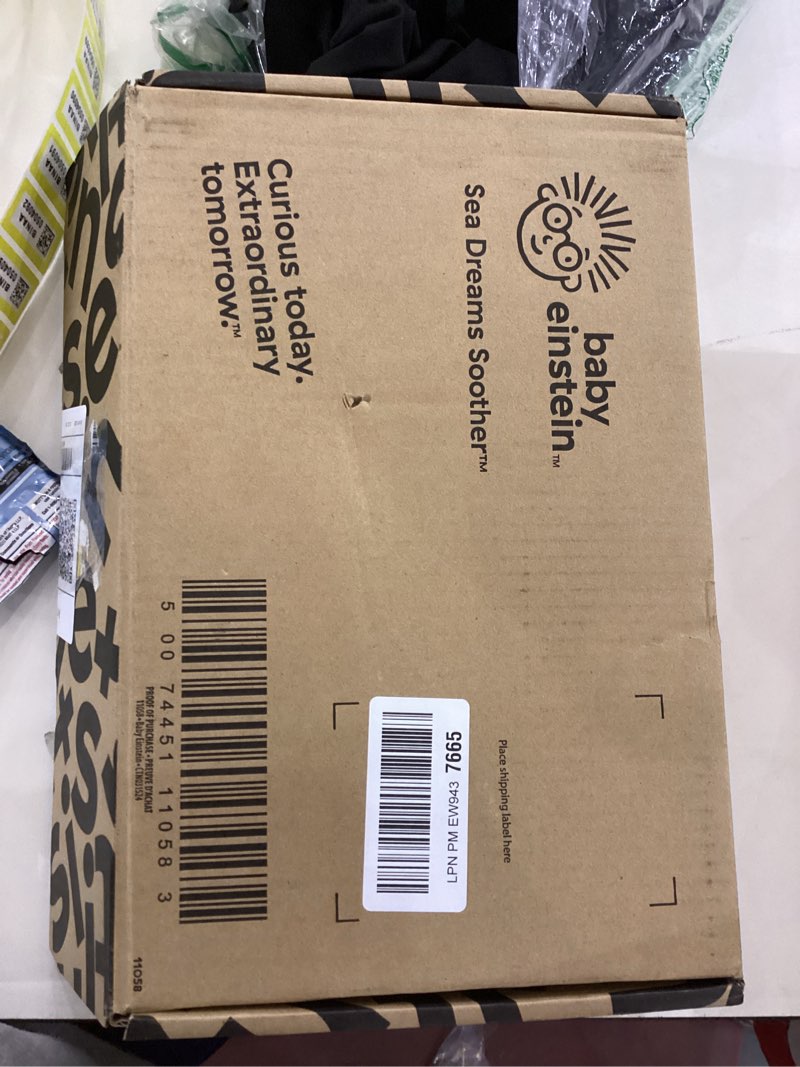 baby
einstein™
Sea Dreams Soother™
Curious today.
Extraordinary
tomorrow.™
Place shipping label here
LPN PM EW943 7665
5 00 74451 11058 3
PROOF OF PURCHASE • PREUVE D'ACHAT
11058